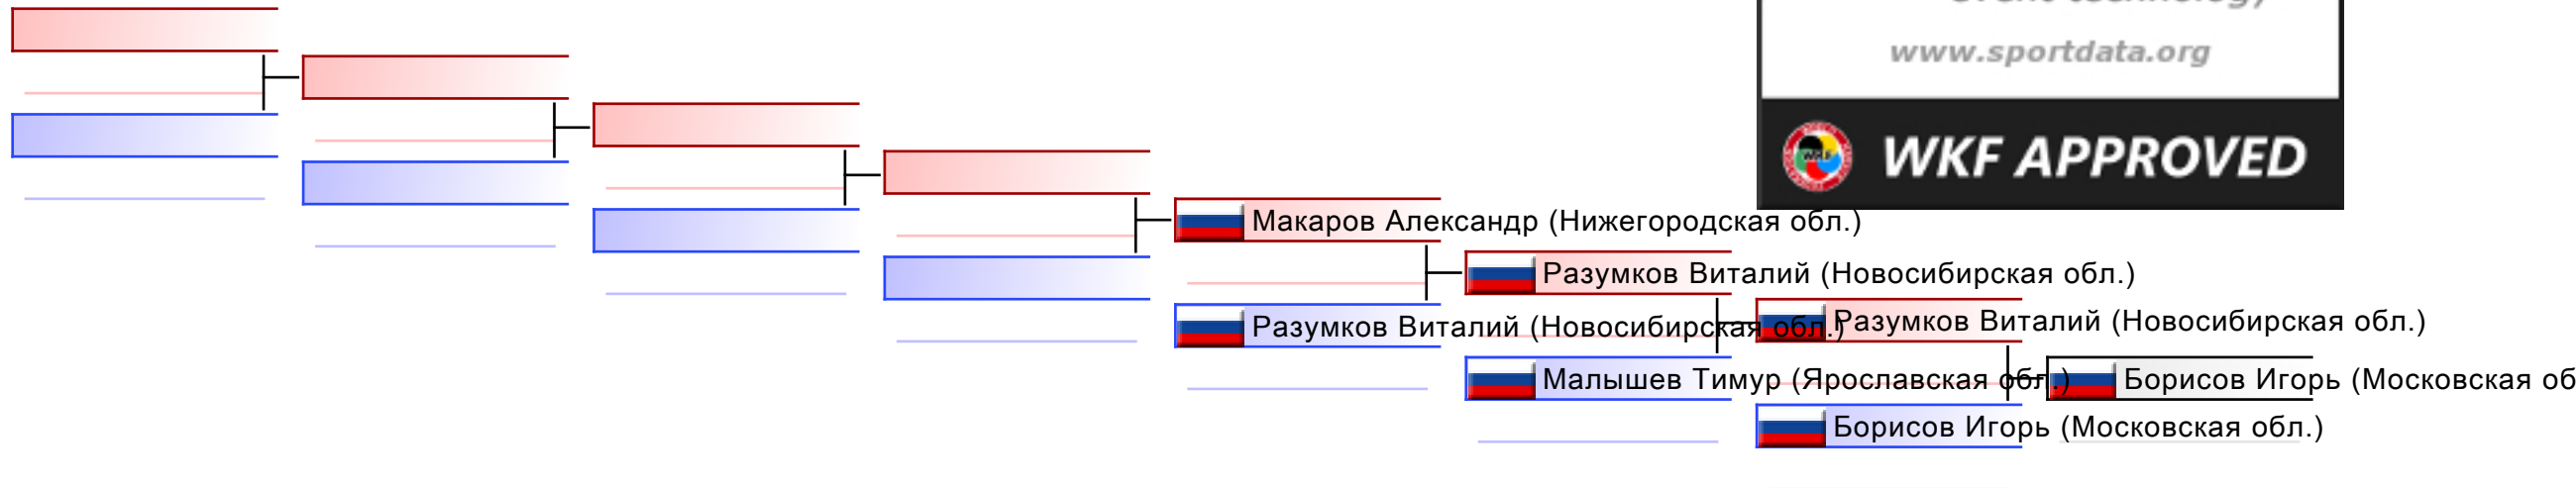 www.sportdata.org
WKF APPROVED
Макаров Александр (Нижегородская обл.)
Разумков Виталий (Новосибирская обл.)
Разумков Виталий (Новосибирская обл.)
Разумков Виталий (Новосибирская обл.)
Малышев Тимур (Ярославская обл.)
Борисов Игорь (Московская об
Борисов Игорь (Московская обл.)